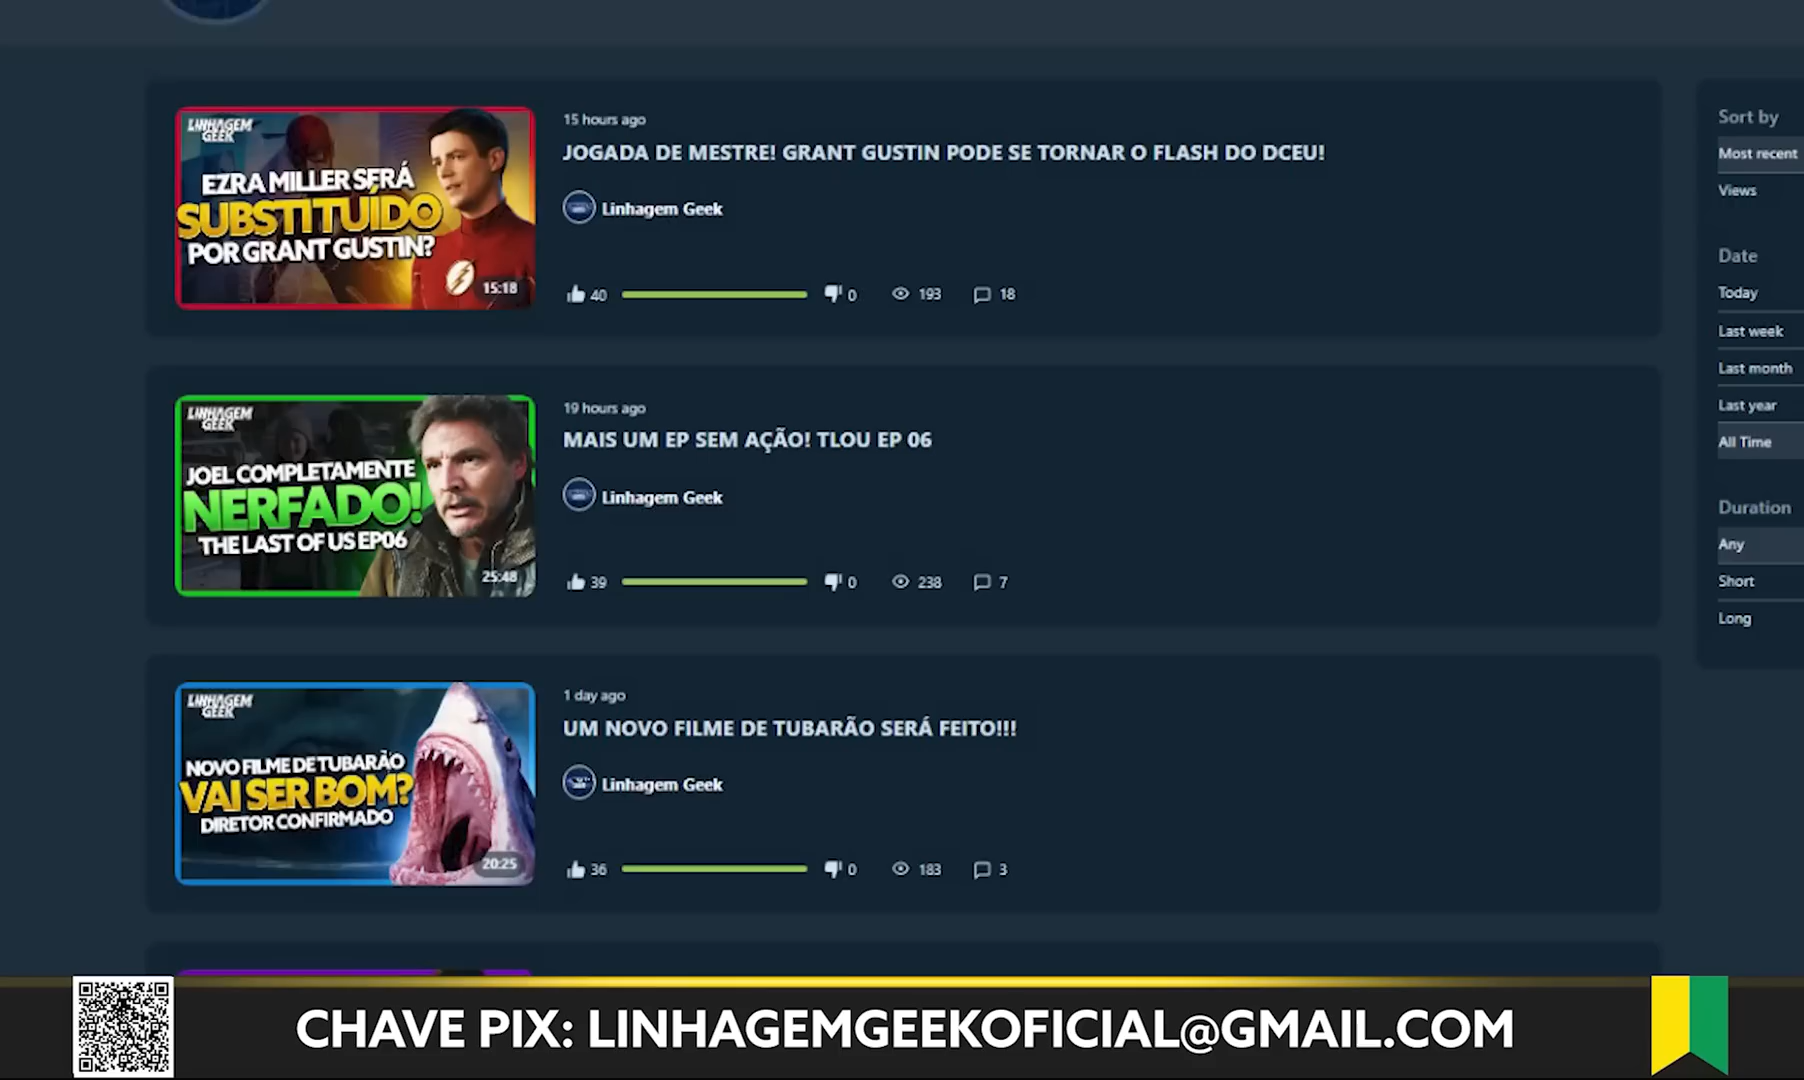 LINHAGEM
GEEK
EZRA MILLER SERÁ
SUBSTITUÍDO
POR GRANT GUSTIN?
15:18
15 hours ago
JOGADA DE MESTRE! GRANT GUSTIN PODE SE TORNAR O FLASH DO DCEU!
Linhagem Geek
40
0
193
18
LINHAGEM
GEEK
JOEL COMPLETAMENTE
NERFADO!
THE LAST OF US EP06
25:48
19 hours ago
MAIS UM EP SEM AÇÃO! TLOU EP 06
Linhagem Geek
39
0
238
7
LINHAGEM
GEEK
NOVO FILME DE TUBARÃO
VAI SER BOM?
DIRETOR CONFIRMADO
20:25
1 day ago
UM NOVO FILME DE TUBARÃO SERÁ FEITO!!!
Linhagem Geek
36
0
183
3
Sort by
Most recent
Views
Date
Today
Last week
Last month
Last year
All Time
Duration
Any
Short
Long
CHAVE PIX: LINHAGEMGEEKOFICIAL@GMAIL.COM